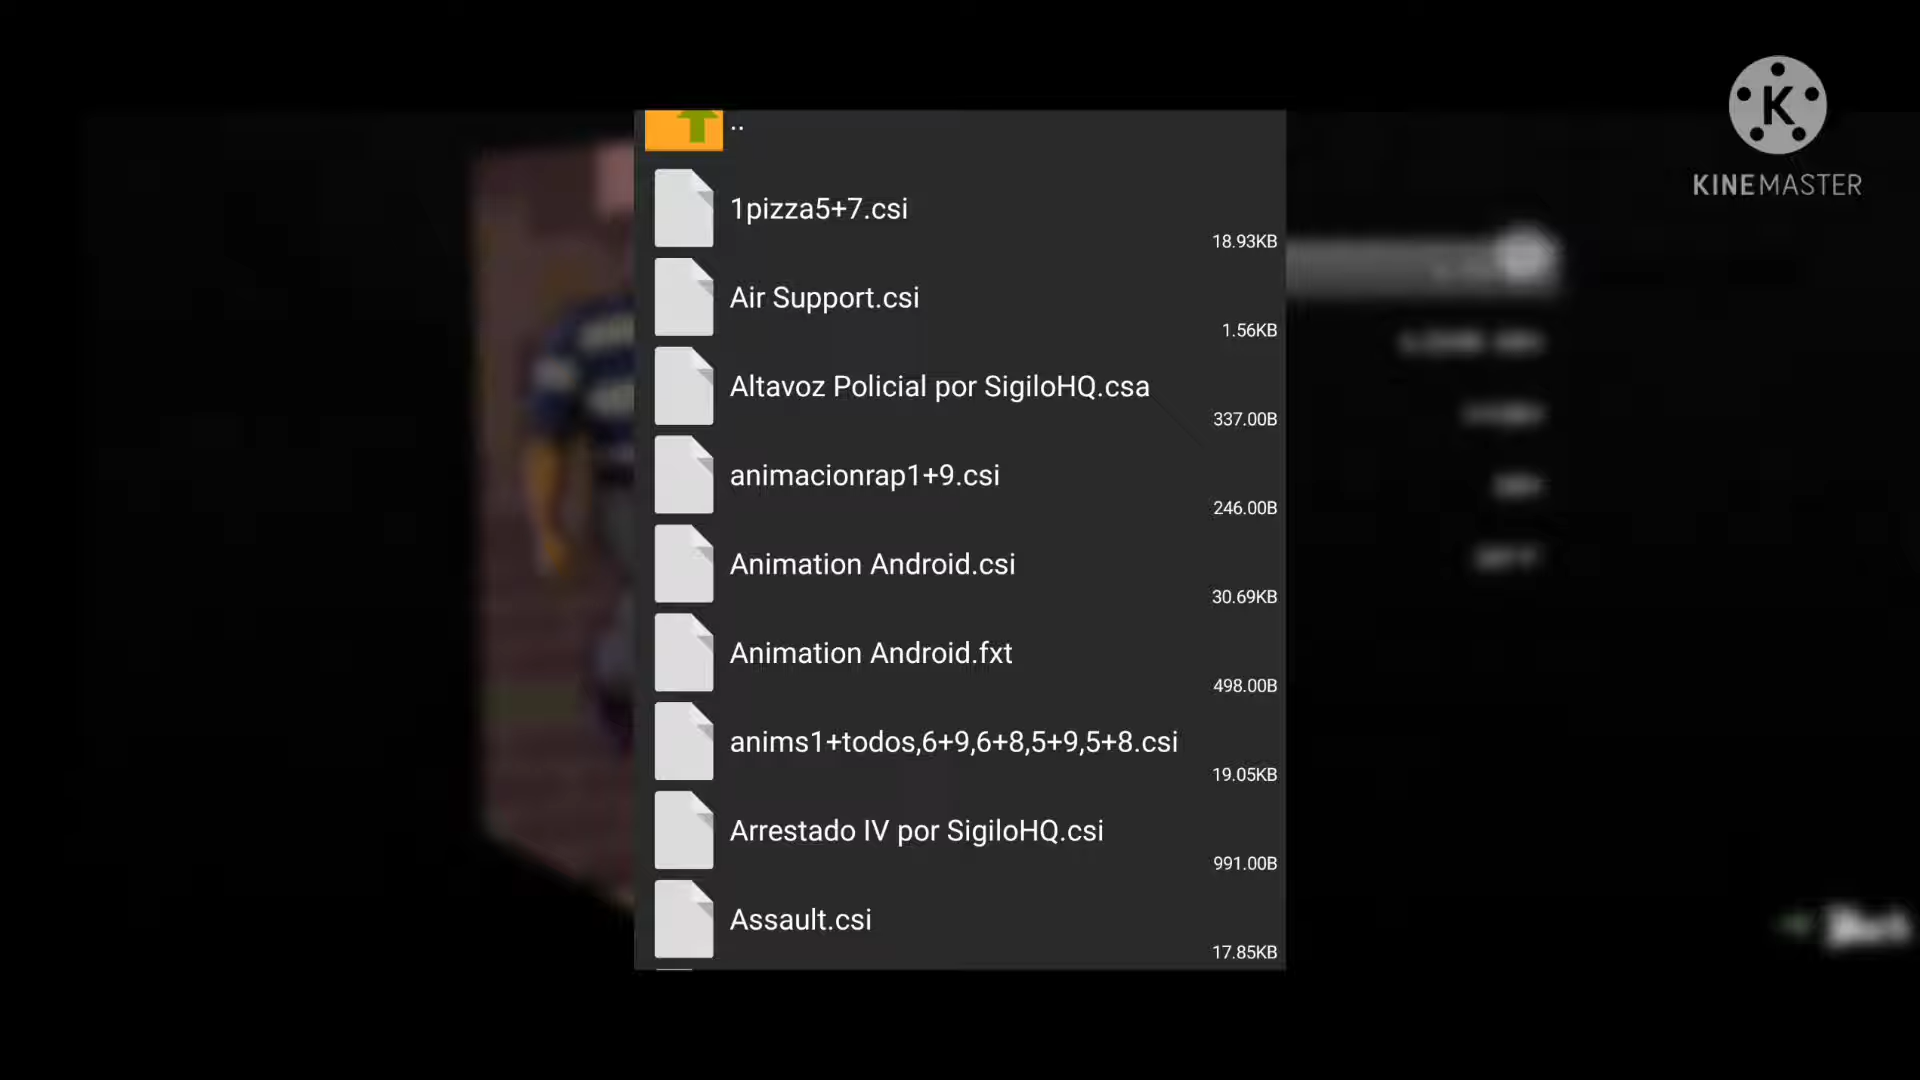 ..
1pizza5+7.csi
18.93KB
Air Support.csi
1.56KB
Altavoz Policial por SigiloHQ.csa
337.00B
animacionrap1+9.csi
246.00B
Animation Android.csi
30.69KB
Animation Android.fxt
498.00B
anims1+todos,6+9,6+8,5+9,5+8.csi
19.05KB
Arrestado IV por SigiloHQ.csi
991.00B
Assault.csi
17.85KB
K
KINEMASTER